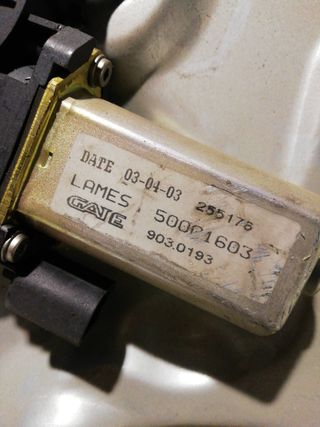 DATE 03-04-03 255178
LAMES 50001603
GATE 903.0193